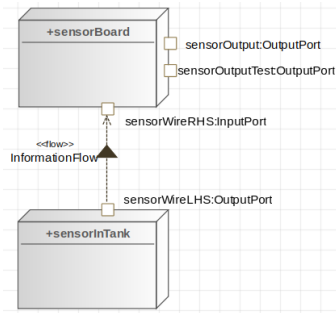 +sensorBoard
sensorOutput:OutputPort
sensorOutputTest:OutputPort
sensorWireRHS:InputPort
<<flow>>
InformationFlow
sensorWireLHS:OutputPort
+sensorInTank